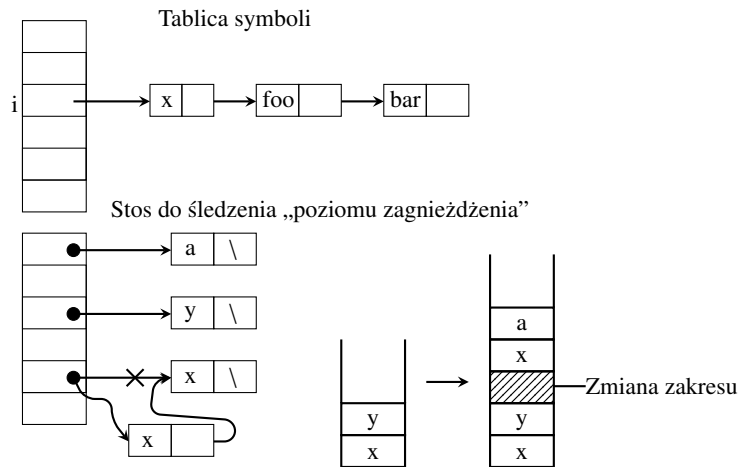 Tablica symboli
i
x
foo
bar
Stos do śledzenia „poziomu zagnieżdżenia”
a \
y \
x \
x
y
x
a
x
Zmiana zakresu
y
x